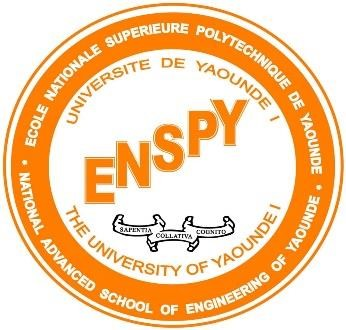 ECOLE NATIONALE SUPERIEURE POLYTECHNIQUE DE YAOUNDE
UNIVERSITE DE YAOUNDE I
ENSPY
SAPENTIA
COLLATIVA
COGNITO
THE UNIVERSITY OF YAOUNDE I
NATIONAL ADVANCED SCHOOL OF ENGINEERING OF YAOUNDE